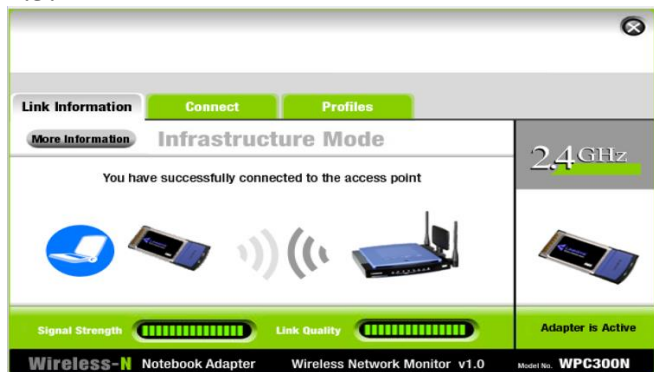 Link Information Connect Profiles
More Information Infrastructure Mode
2.4GHz
You have successfully connected to the access point
Signal Strength Link Quality Adapter is Active
Wireless-N Notebook Adapter Wireless Network Monitor v1.0 Model No. WPC300N